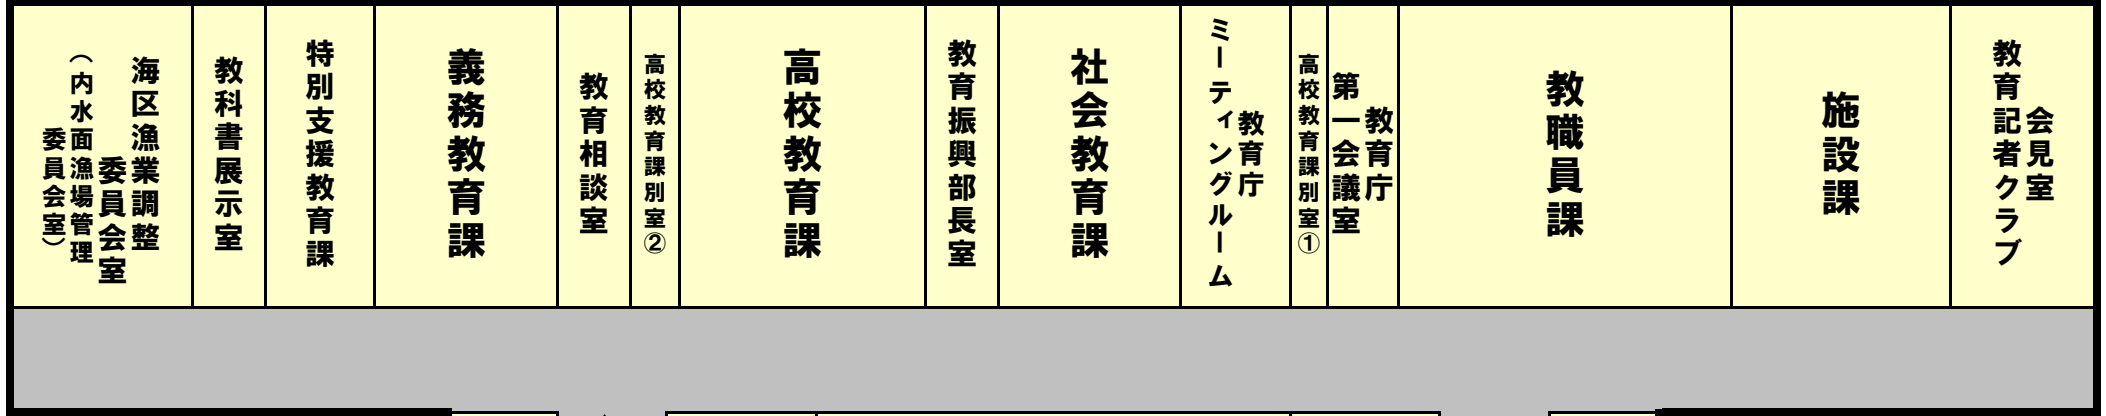 海区漁業調整
委員会室
（内水面漁場管理
委員会室）
教科書展示室
特別支援教育課
義務教育課
教育相談室
高校教育課別室②
高校教育課
教育振興部長室
社会教育課
教育庁
ミーティングルーム
高校教育課別室①
教育庁
第一会議室
教職員課
施設課
会見室
教育記者クラブ